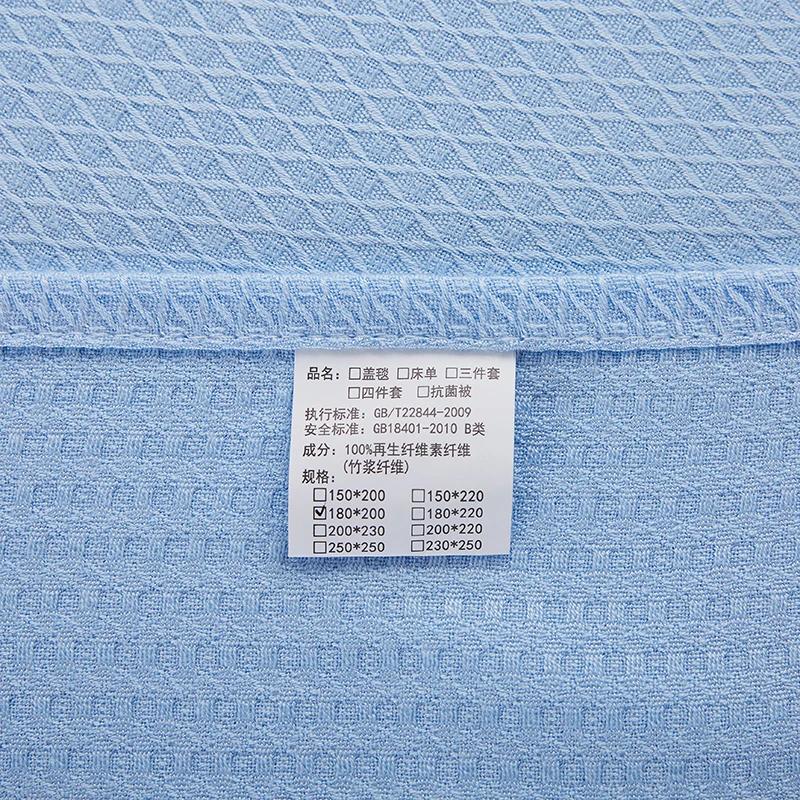 品名：☐盖毯 ☐床单 ☐三件套
☐四件套 ☐抗菌被
执行标准：GB/T22844-2009
安全标准：GB18401-2010 B类
成分：100%再生纤维素纤维
(竹浆纤维)
规格：
☐150*200 ☐150*220
☑180*200 ☐180*220
☐200*230 ☐200*220
☐250*250 ☐230*250